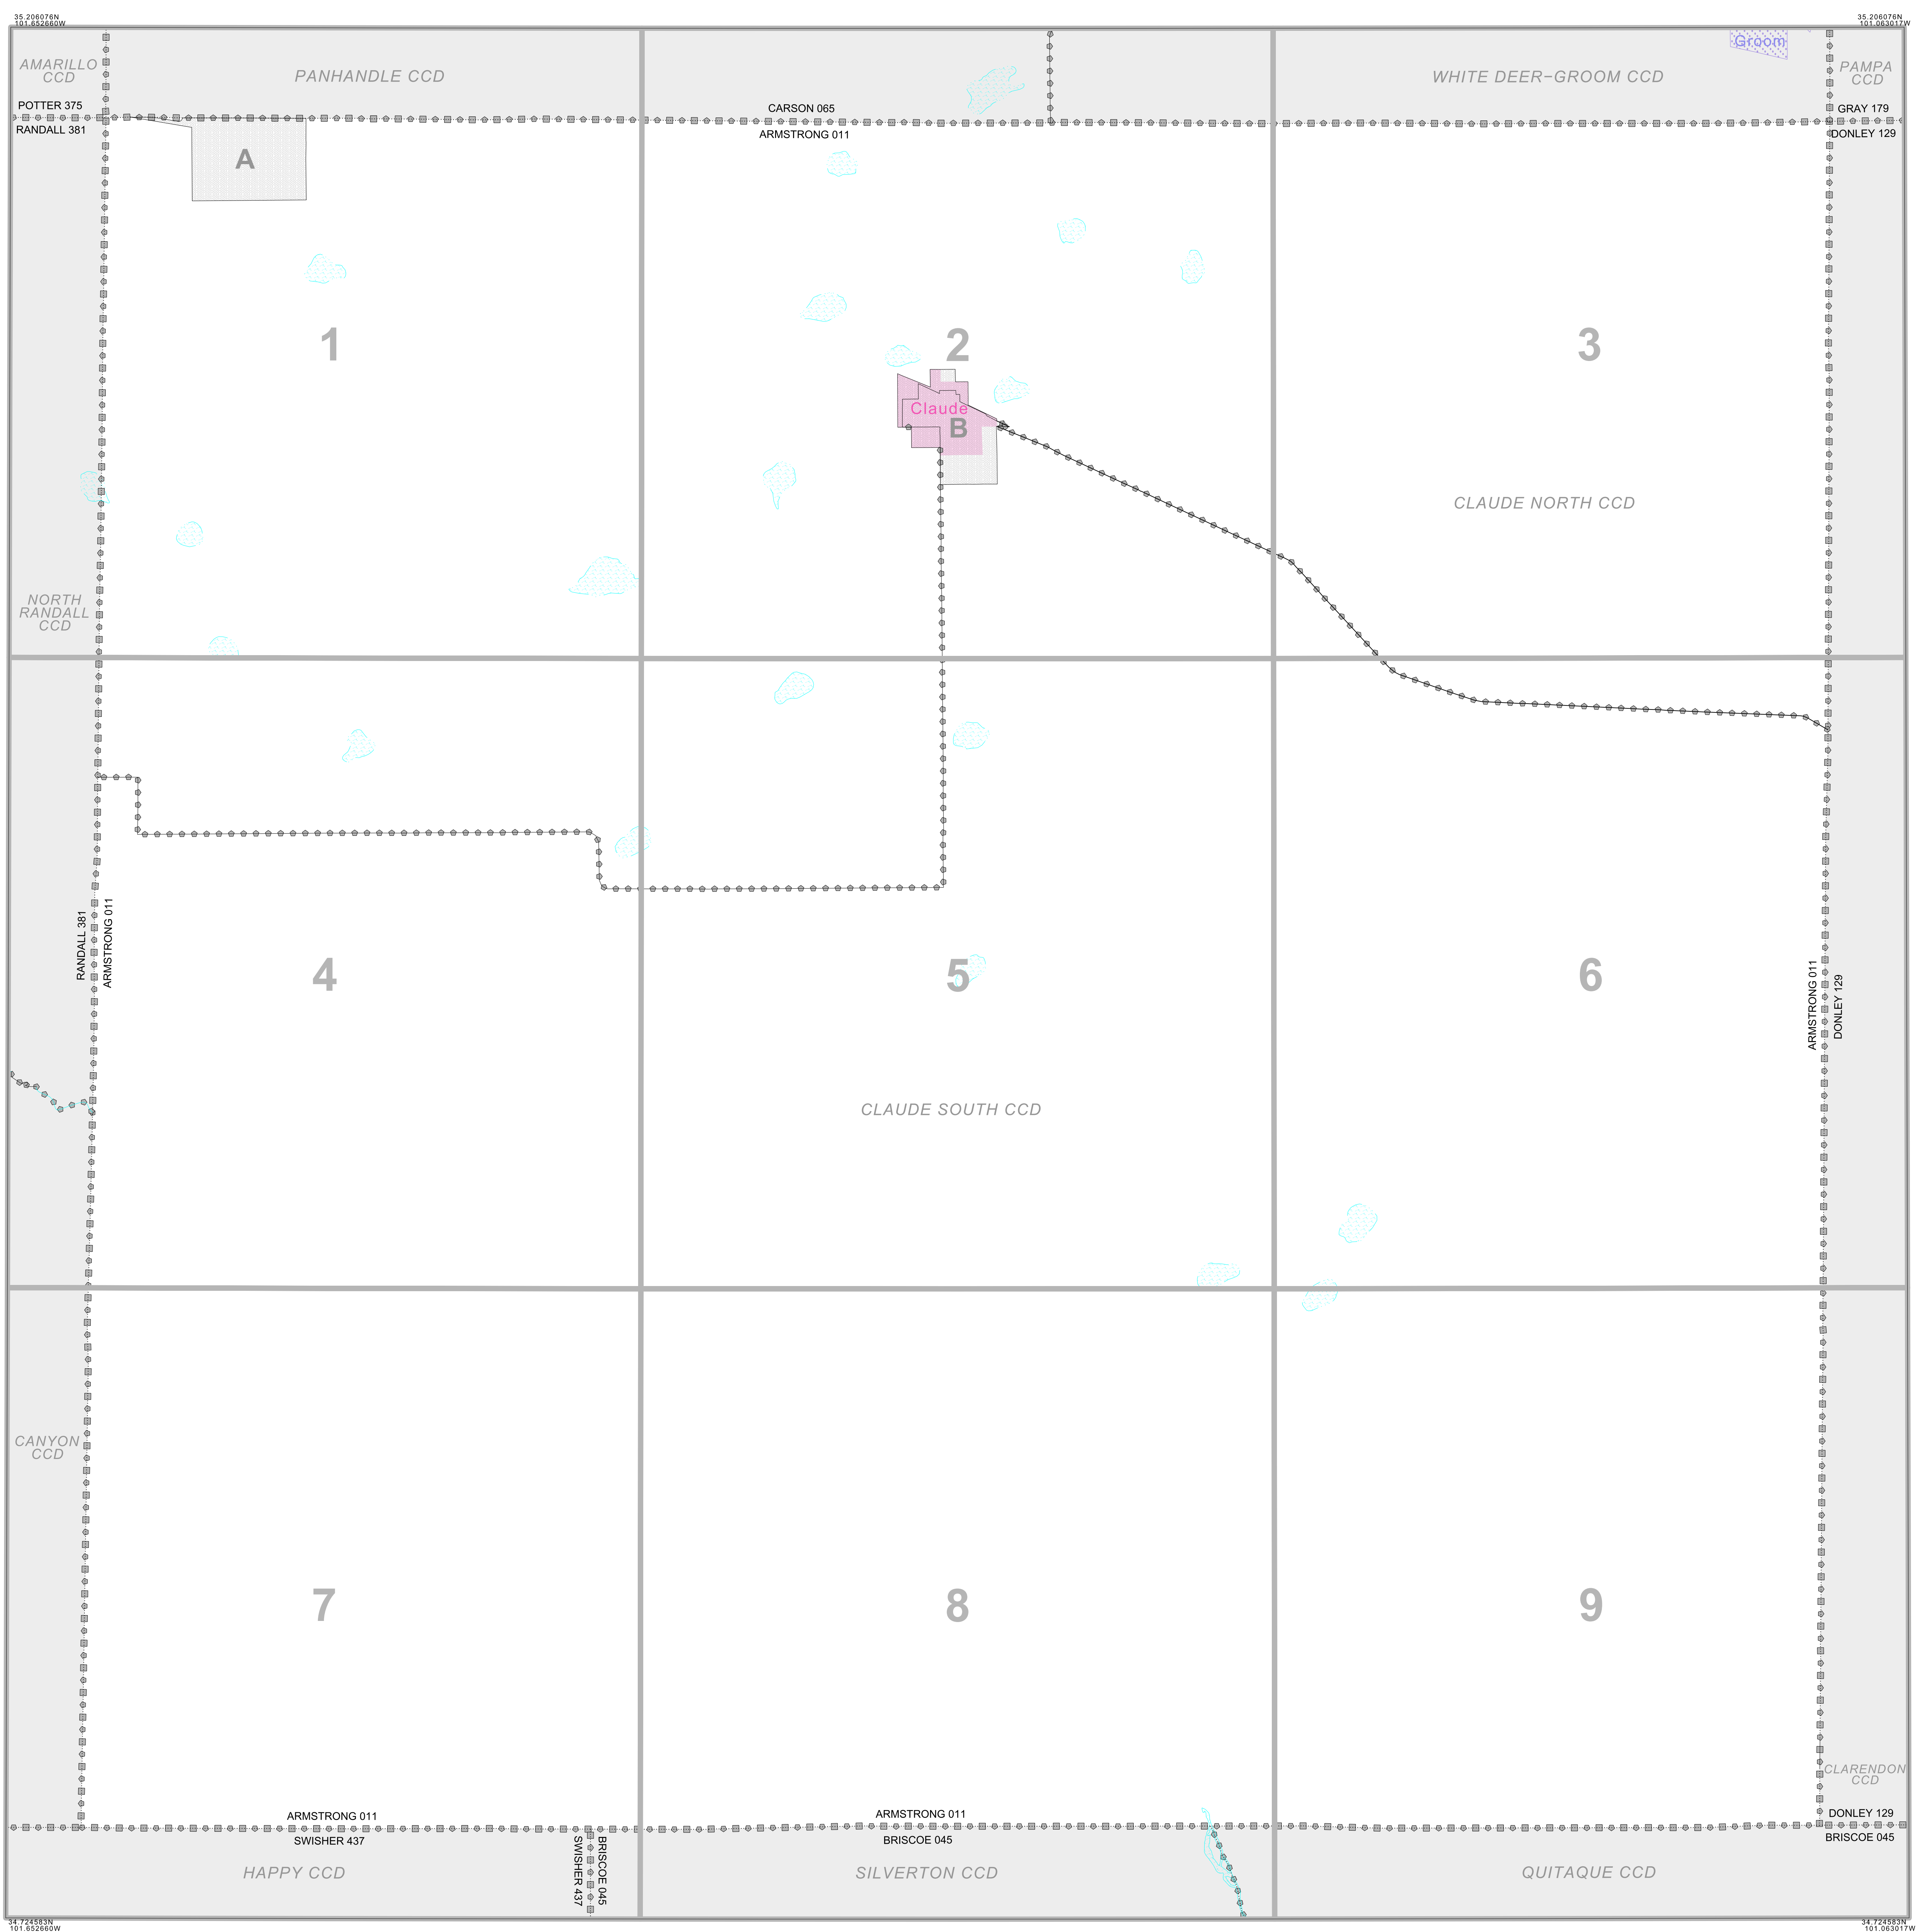 35.206076N
101.652660W
35.206076N
101.063017W
AMARILLO
CCD
PANHANDLE CCD
WHITE DEER-GROOM CCD
Groom
PAMPA
CCD
POTTER 375
RANDALL 381
CARSON 065
ARMSTRONG 011
GRAY 179
DONLEY 129
A
1
2
3
Claude
B
CLAUDE NORTH CCD
NORTH
RANDALL
CCD
RANDALL 381
ARMSTRONG 011
4
5
6
ARMSTRONG 011
DONLEY 129
CLAUDE SOUTH CCD
CANYON
CCD
7
8
9
CLARENDON
CCD
ARMSTRONG 011
SWISHER 437
SWISHER 437
BRISCOE 045
ARMSTRONG 011
BRISCOE 045
DONLEY 129
BRISCOE 045
HAPPY CCD
SILVERTON CCD
QUITAQUE CCD
34.724583N
101.652660W
34.724583N
101.063017W